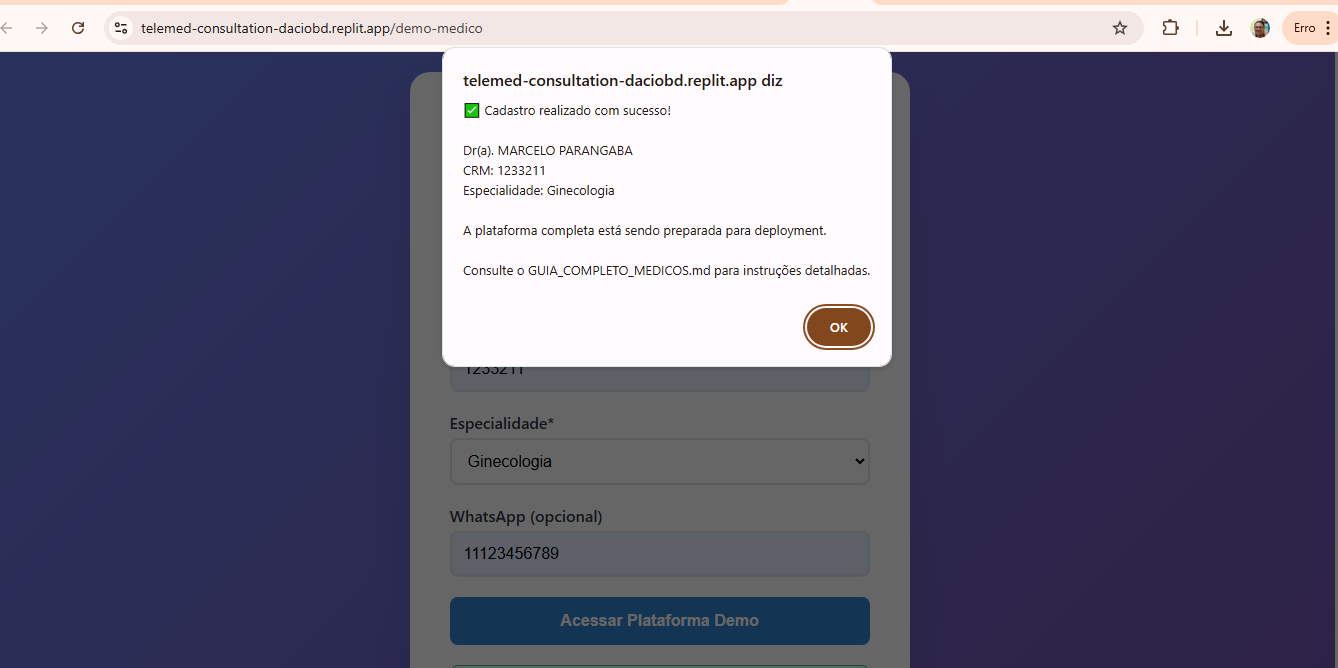 telemed-consultation-daciobd.replit.app/demo-medico
Erro
telemed-consultation-daciobd.replit.app diz
✅ Cadastro realizado com sucesso!
Dr(a). MARCELO PARANGABA
CRM: 1233211
Especialidade: Ginecologia
A plataforma completa está sendo preparada para deployment.
Consulte o GUIA_COMPLETO_MEDICOS.md para instruções detalhadas.
OK
1233211
Especialidade*
Ginecologia
WhatsApp (opcional)
11123456789
Acessar Plataforma Demo